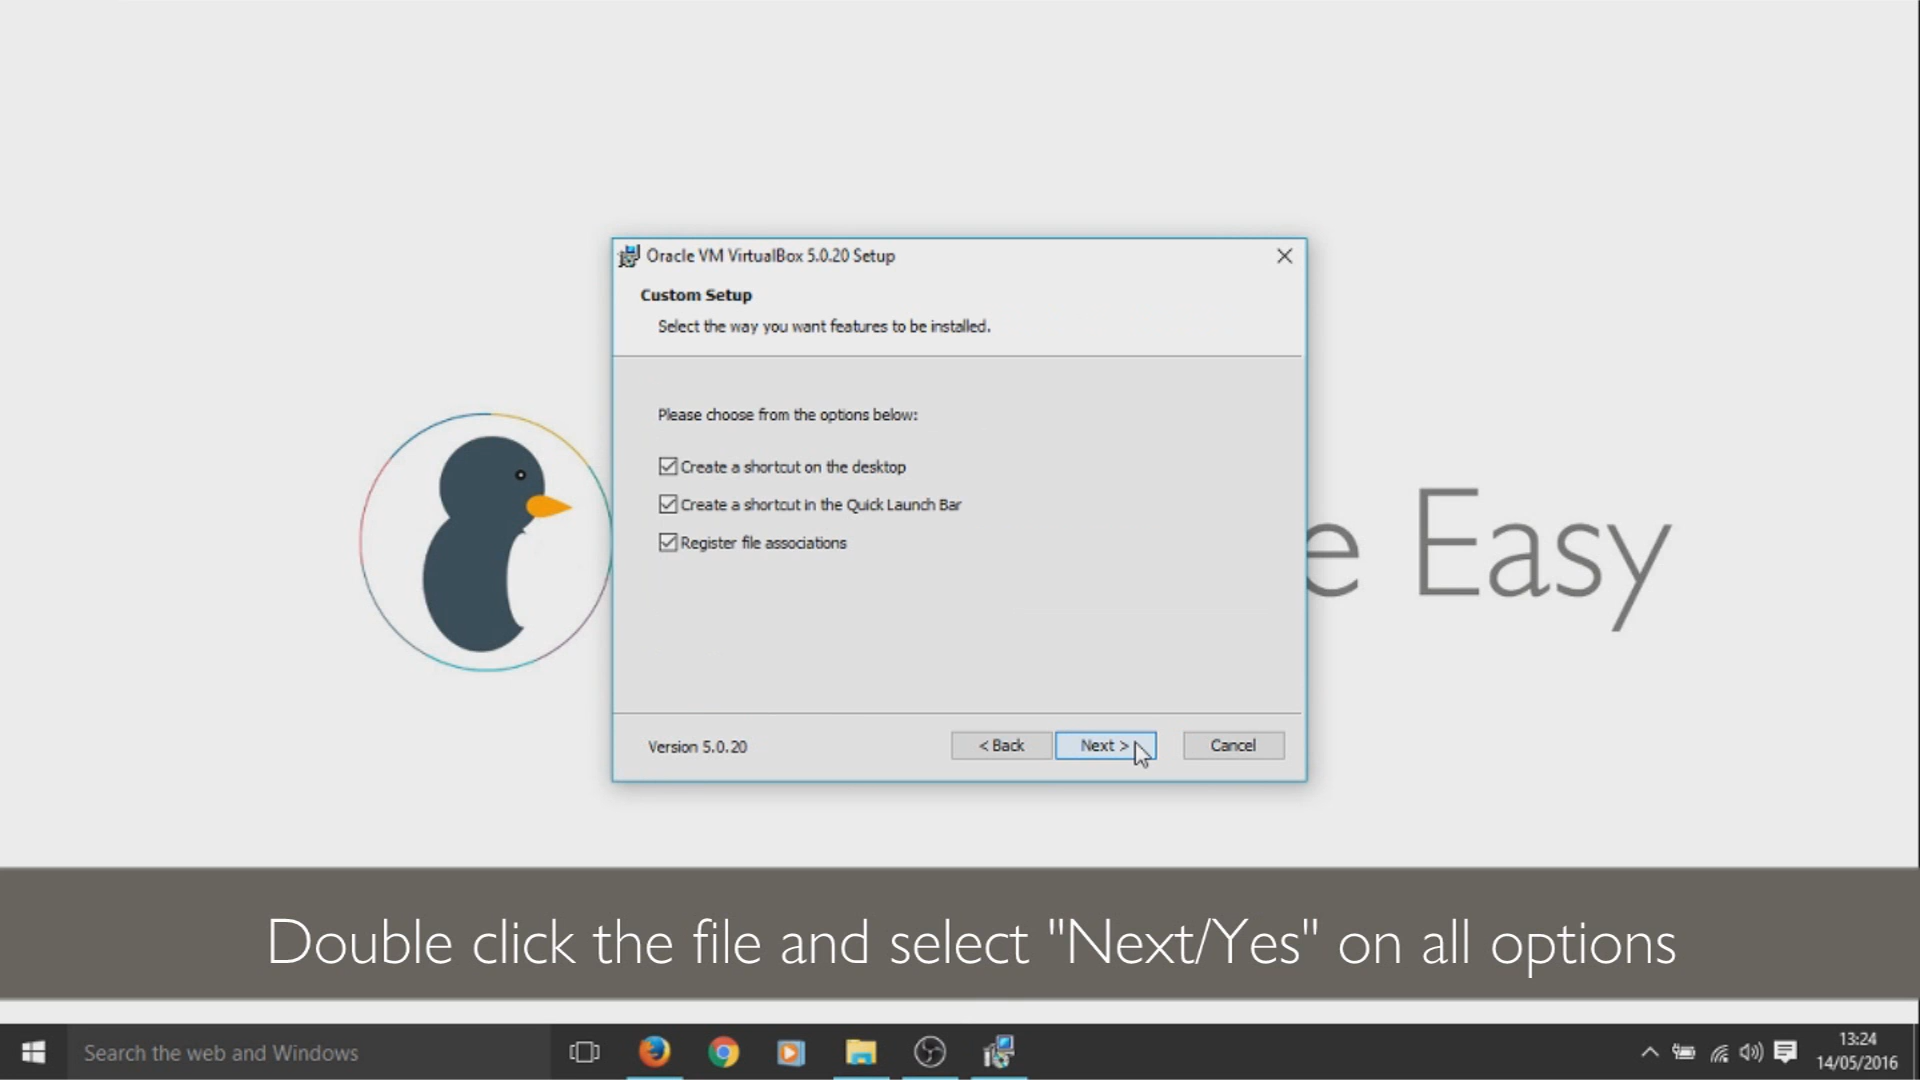 Oracle VM VirtualBox 5.0.20 Setup
Custom Setup
Select the way you want features to be installed.
Please choose from the options below:
Create a shortcut on the desktop
Create a shortcut in the Quick Launch Bar
Register file associations
e Easy
Version 5.0.20
< Back
Next >
Cancel
Double click the file and select "Next/Yes" on all options
Search the web and Windows
13:24
14/05/2016